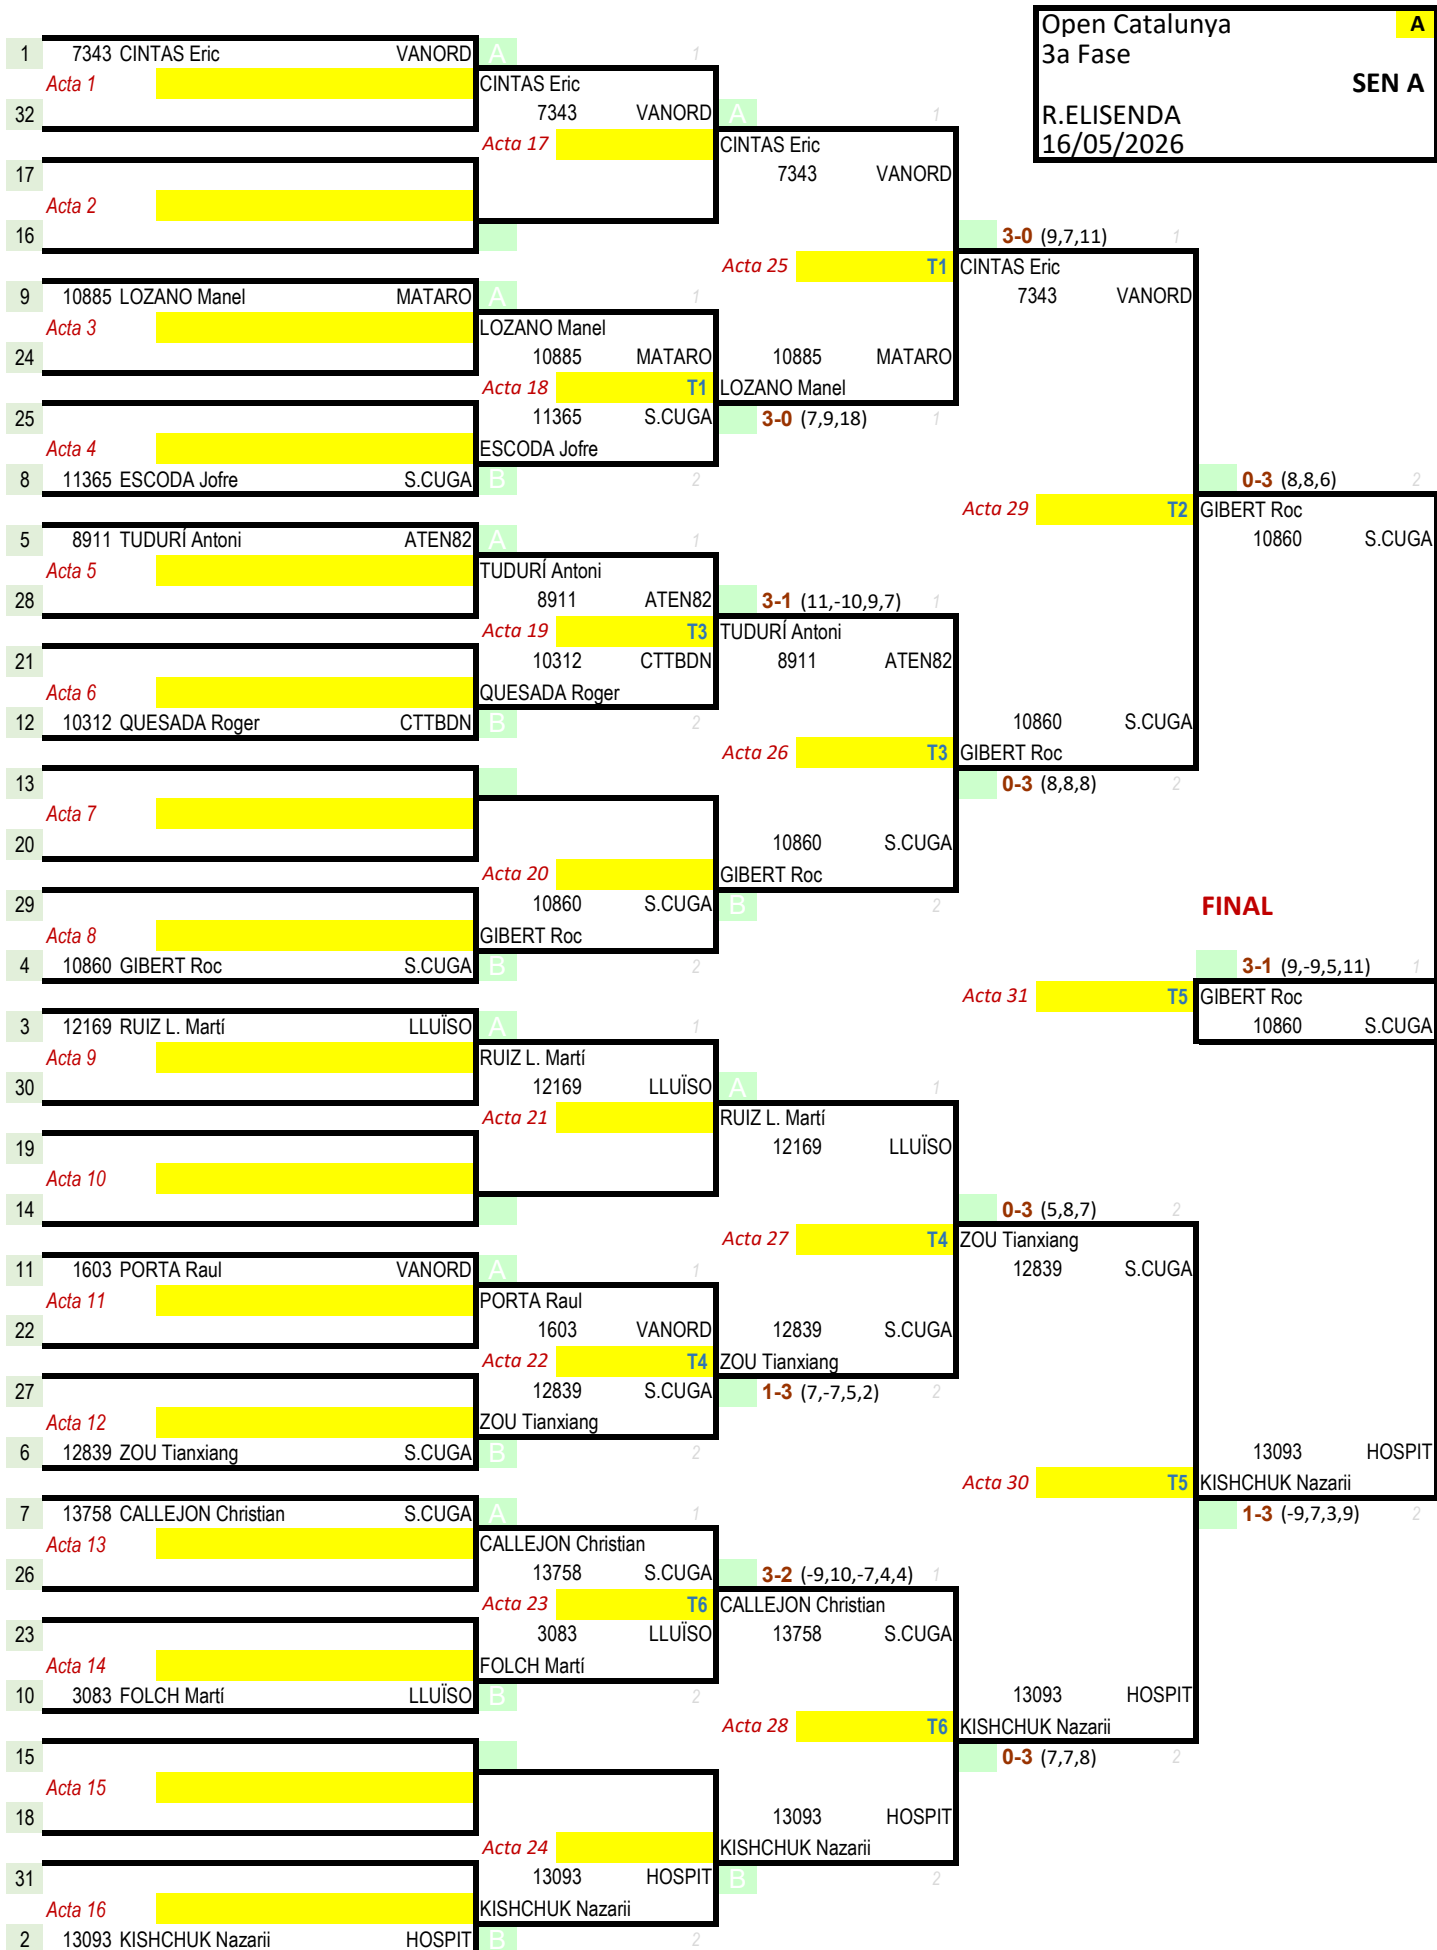 Open Catalunya A
3a Fase
SEN A
R.ELISENDA
16/05/2026
1 7343 CINTAS Eric VANORD A 1
Acta 1 CINTAS Eric
32 7343 VANORD A 1
Acta 17 CINTAS Eric
17 7343 VANORD
Acta 2
16 3-0 (9,7,11) 1
Acta 25 T1 CINTAS Eric
9 10885 LOZANO Manel MATARO A 1 7343 VANORD
Acta 3 LOZANO Manel
24 10885 MATARO 10885 MATARO
Acta 18 T1 LOZANO Manel
25 11365 S.CUGA 3-0 (7,9,18) 1
Acta 4 ESCODA Jofre
8 11365 ESCODA Jofre S.CUGA B 2 0-3 (8,8,6) 2
Acta 29 T2 GIBERT Roc
5 8911 TUDURÍ Antoni ATEN82 A 1 10860 S.CUGA
Acta 5 TUDURÍ Antoni
28 8911 ATEN82 3-1 (11,-10,9,7) 1
Acta 19 T3 TUDURÍ Antoni
21 10312 CTTBDN 8911 ATEN82
Acta 6 QUESADA Roger
12 10312 QUESADA Roger CTTBDN B 2 10860 S.CUGA
Acta 26 T3 GIBERT Roc
13 0-3 (8,8,8) 2
Acta 7
20 10860 S.CUGA
Acta 20 GIBERT Roc
29 10860 S.CUGA B 2 FINAL
Acta 8 GIBERT Roc
4 10860 GIBERT Roc S.CUGA B 2 3-1 (9,-9,5,11) 1
Acta 31 T5 GIBERT Roc
3 12169 RUIZ L. Martí LLUÏSO A 1 10860 S.CUGA
Acta 9 RUIZ L. Martí
30 12169 LLUÏSO A 1
Acta 21 RUIZ L. Martí
19 12169 LLUÏSO
Acta 10
14 0-3 (5,8,7) 2
Acta 27 T4 ZOU Tianxiang
11 1603 PORTA Raul VANORD A 1 12839 S.CUGA
Acta 11 PORTA Raul
22 1603 VANORD 12839 S.CUGA
Acta 22 T4 ZOU Tianxiang
27 12839 S.CUGA 1-3 (7,-7,5,2) 2
Acta 12 ZOU Tianxiang
6 12839 ZOU Tianxiang S.CUGA B 2 13093 HOSPIT
Acta 30 T5 KISHCHUK Nazarii
7 13758 CALLEJON Christian S.CUGA A 1 1-3 (-9,7,3,9) 2
Acta 13 CALLEJON Christian
26 13758 S.CUGA 3-2 (-9,10,-7,4,4) 1
Acta 23 T6 CALLEJON Christian
23 3083 LLUÏSO 13758 S.CUGA
Acta 14 FOLCH Martí
10 3083 FOLCH Martí LLUÏSO B 2 13093 HOSPIT
Acta 28 T6 KISHCHUK Nazarii
15 0-3 (7,7,8) 2
Acta 15
18 13093 HOSPIT
Acta 24 KISHCHUK Nazarii
31 13093 HOSPIT B 2
Acta 16 KISHCHUK Nazarii
2 13093 KISHCHUK Nazarii HOSPIT B 2